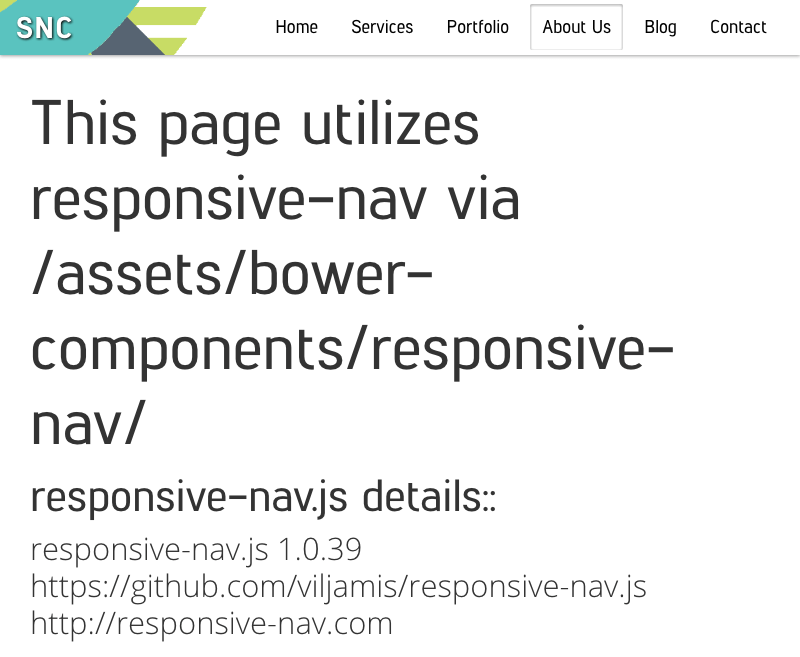 SNC
Home Services Portfolio About Us Blog Contact
This page utilizes
responsive-nav via
/assets/bower-
components/responsive-
nav/
responsive-nav.js details::
responsive-nav.js 1.0.39
https://github.com/viljamis/responsive-nav.js
http://responsive-nav.com